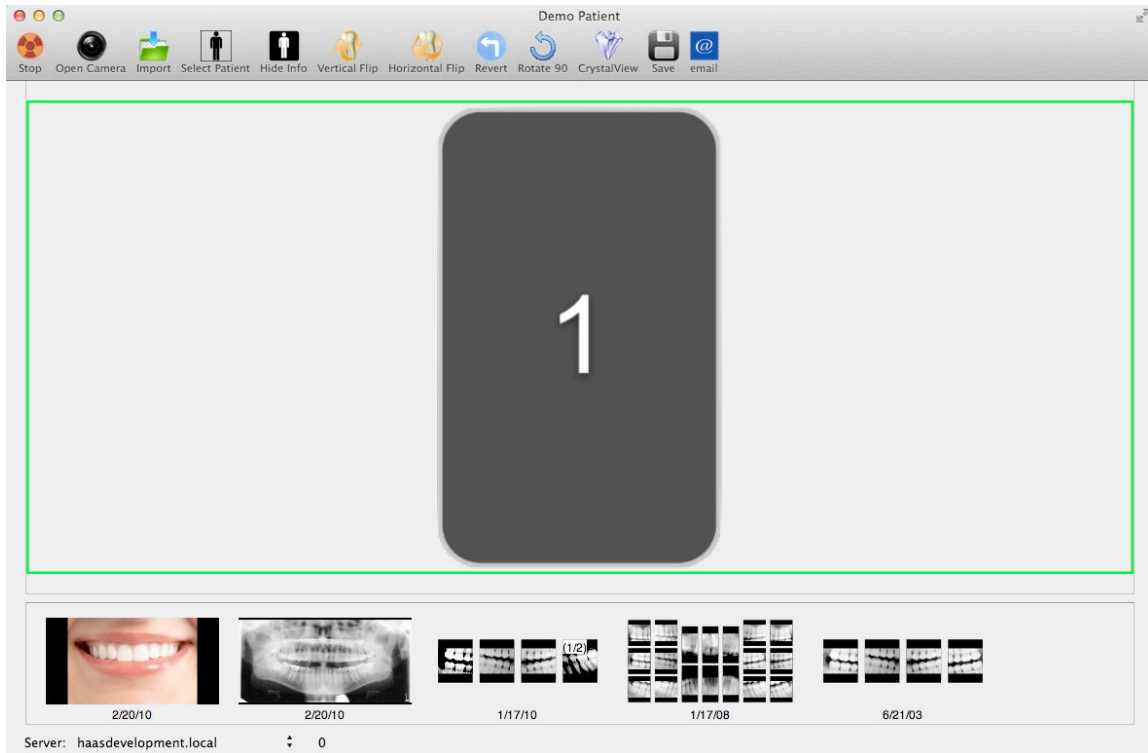 Demo Patient
Stop Open Camera Import Select Patient Hide Info Vertical Flip Horizontal Flip Revert Rotate 90 CrystalView Save email
1
(1/2)
2/20/10 2/20/10 1/17/10 1/17/08 6/21/03
Server: haasdevelopment.local 0